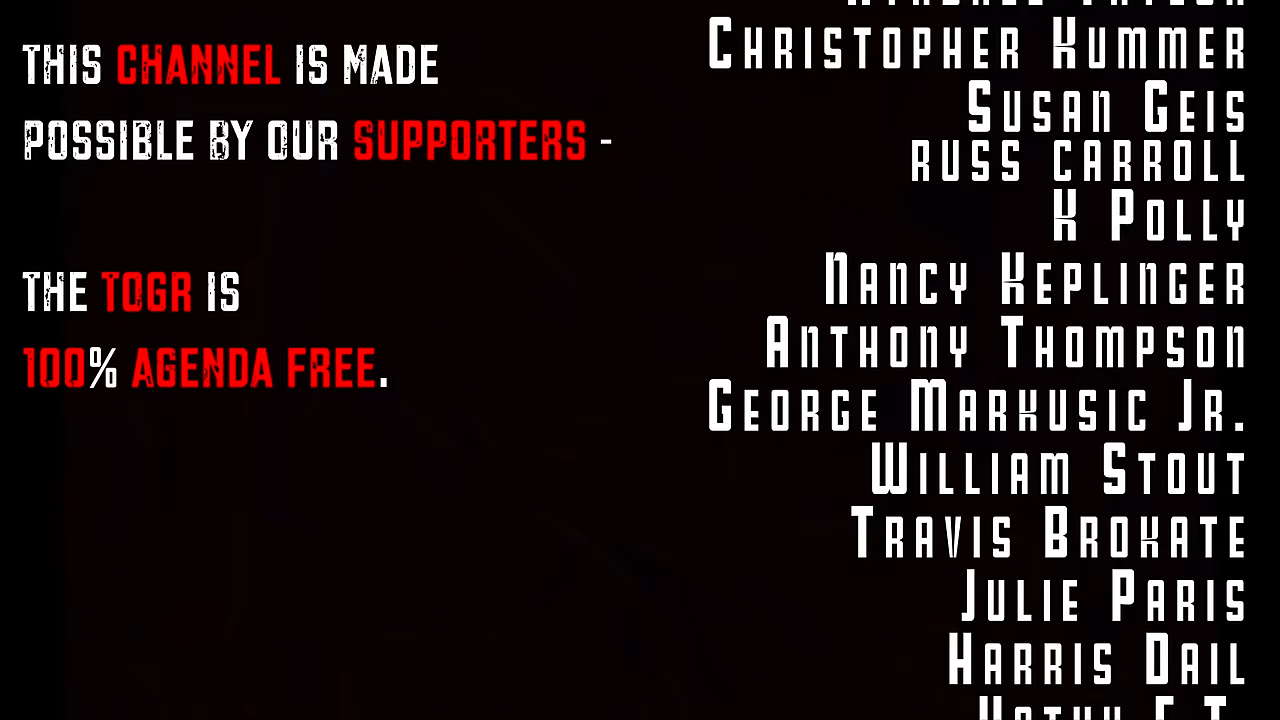 THIS CHANNEL IS MADE
POSSIBLE BY OUR SUPPORTERS -
THE TOGR IS
100% AGENDA FREE.
CHRISTOPHER KUMMER
SUSAN GEIS
RUSS CARROLL
K POLLY
NANCY KEPLINGER
ANTHONY THOMPSON
GEORGE MARKUSIC JR.
WILLIAM STOUT
TRAVIS BROKATE
JULIE PARIS
HARRIS DAIL